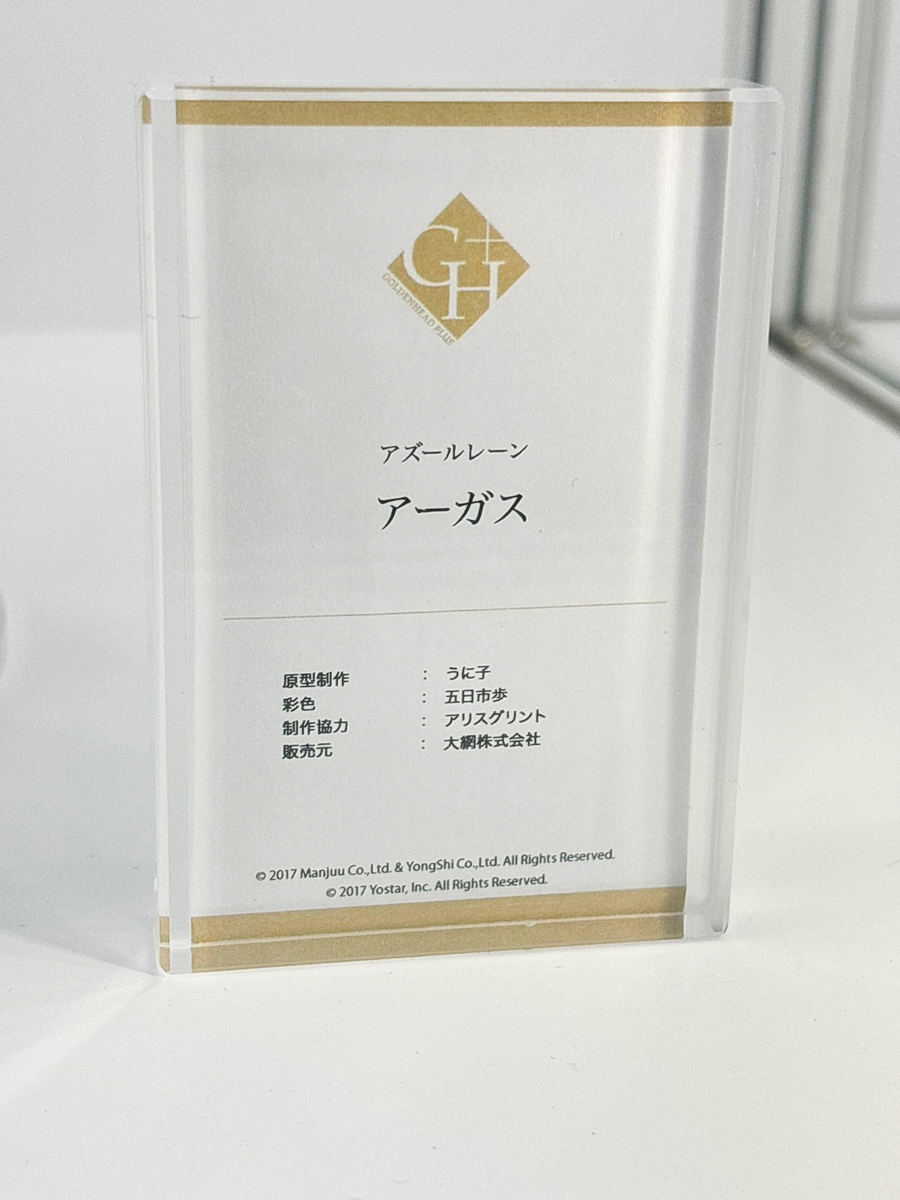 G+H
GOLDENHEAD PLUS
アズールレーン
アーガス
原型制作 : うに子
彩色 : 五日市歩
制作協力 : アリスグリント
販売元 : 大網株式会社
© 2017 Manjuu Co.,Ltd. & YongShi Co.,Ltd. All Rights Reserved.
© 2017 Yostar, Inc. All Rights Reserved.